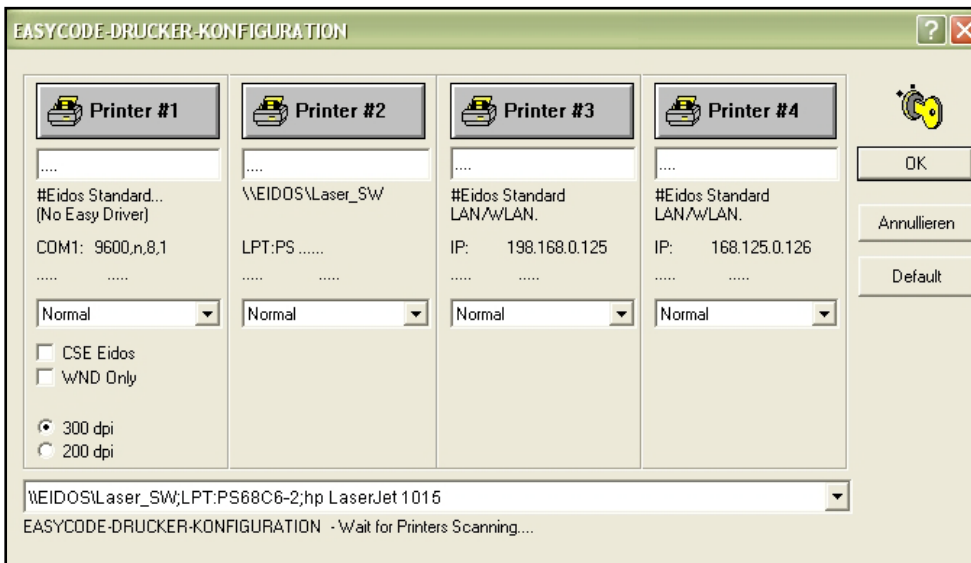 EASYCODE-DRUCKER-KONFIGURATION
Printer #1
....
#Eidos Standard...
(No Easy Driver)
COM1: 9600,n,8,1
..... .....
Normal
CSE Eidos
WND Only
300 dpi
200 dpi
Printer #2
....
\\EIDOS\Laser_SW
LPT:PS ......
..... .....
Normal
Printer #3
....
#Eidos Standard
LAN/WLAN.
IP: 198.168.0.125
..... .....
Normal
Printer #4
....
#Eidos Standard
LAN/WLAN.
IP: 168.125.0.126
..... .....
Normal
OK
Annullieren
Default
\\EIDOS\Laser_SW;LPT:PS68C6-2;hp LaserJet 1015
EASYCODE-DRUCKER-KONFIGURATION - Wait for Printers Scanning....